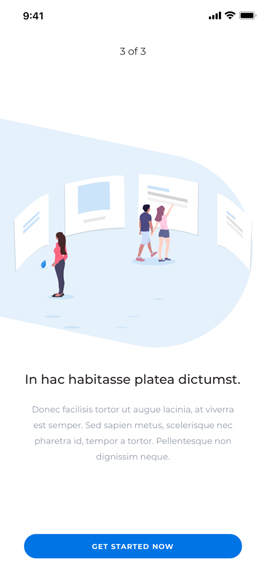 9:41
3 of 3
In hac habitasse platea dictumst.
Donec facilisis tortor ut augue lacinia, at viverra
est semper. Sed sapien metus, scelerisque nec
pharetra id, tempor a tortor. Pellentesque non
dignissim neque.
GET STARTED NOW